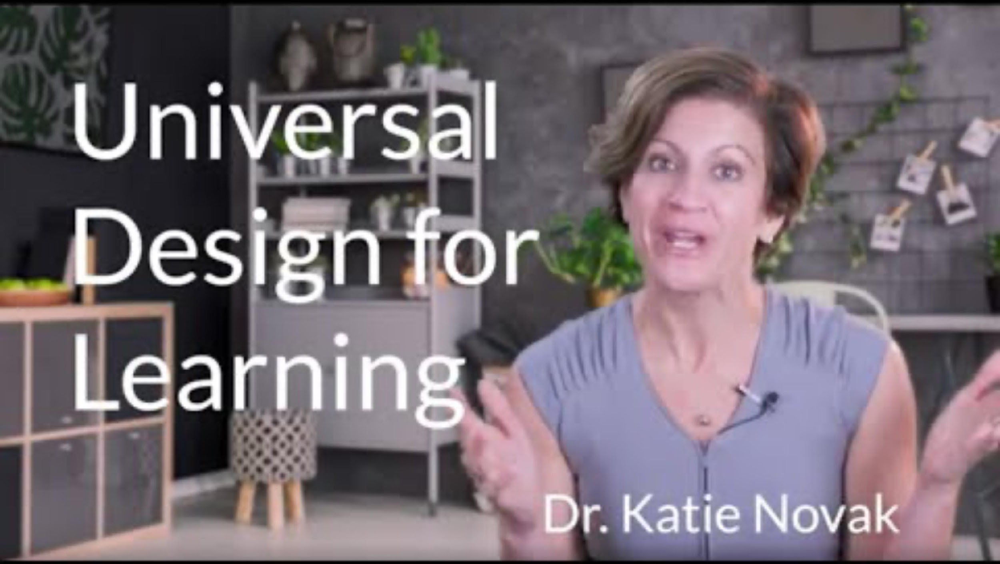 Universal
Design for
Learning
Dr. Katie Novak